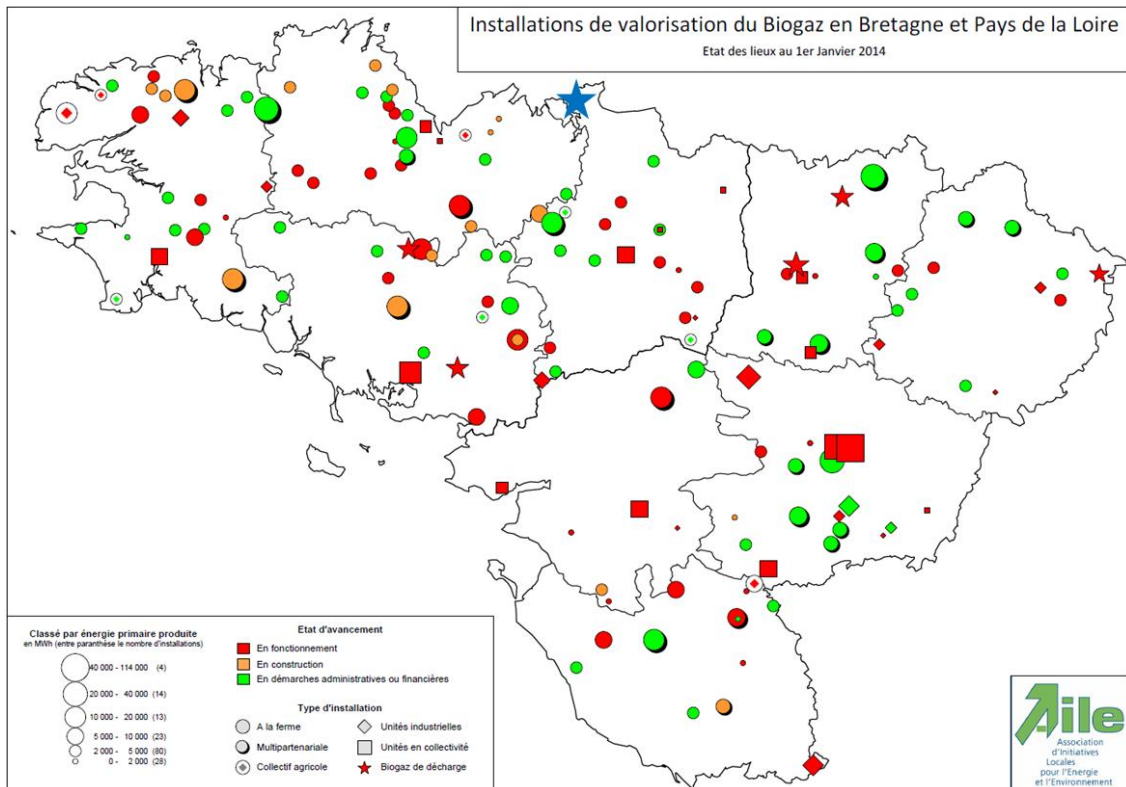 Installations de valorisation du Biogaz en Bretagne et Pays de la Loire
Etat des lieux au 1er Janvier 2014
Classé par énergie primaire produite
en MWh (entre paranthèse le nombre d'installations)
40 000 - 114 000 (4)
20 000 - 40 000 (14)
10 000 - 20 000 (13)
5 000 - 10 000 (23)
2 000 - 5 000 (80)
0 - 2 000 (28)
Etat d'avancement
En fonctionnement
En construction
En démarches administratives ou financières
Type d'installation
A la ferme
Unités industrielles
Multipartenariale
Unités en collectivité
Collectif agricole
Biogaz de décharge
Aile
Association
d'Initiatives
Locales
pour l'Energie
et l'Environnement